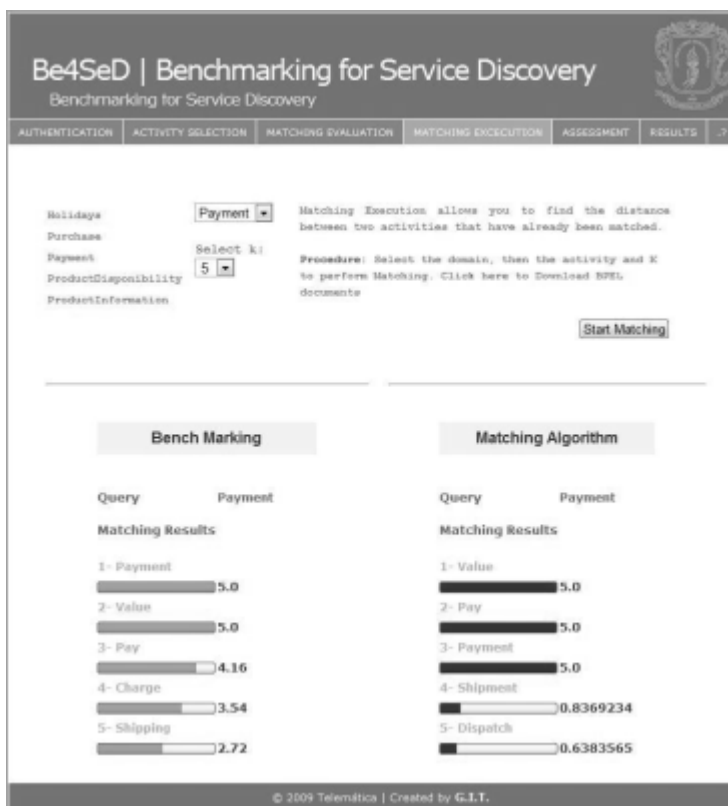 Be4SeD | Benchmarking for Service Discovery
Benchmarking for Service Discovery
AUTHENTICATION ACTIVITY SELECTION MATCHING EVALUATION MATCHING EXCECUTION ASSESSMENT RESULTS ..?
Holidays
Purchase
Payment
ProductDisponibility
ProductInformation
Payment
Select k:
5
Matching Execution allows you to find the distance
between two activities that have already been matched.
Procedure: Select the domain, then the activity and K
to perform Matching. Click here to Download BPEL
documents
Start Matching
Bench Marking
Query Payment
Matching Results
1- Payment
5.0
2- Value
5.0
3- Pay
4.16
4- Charge
3.54
5- Shipping
2.72
Matching Algorithm
Query Payment
Matching Results
1- Value
5.0
2- Pay
5.0
3- Payment
5.0
4- Shipment
0.8369234
5- Dispatch
0.6383565
© 2009 Telemática | Created by G.I.T.